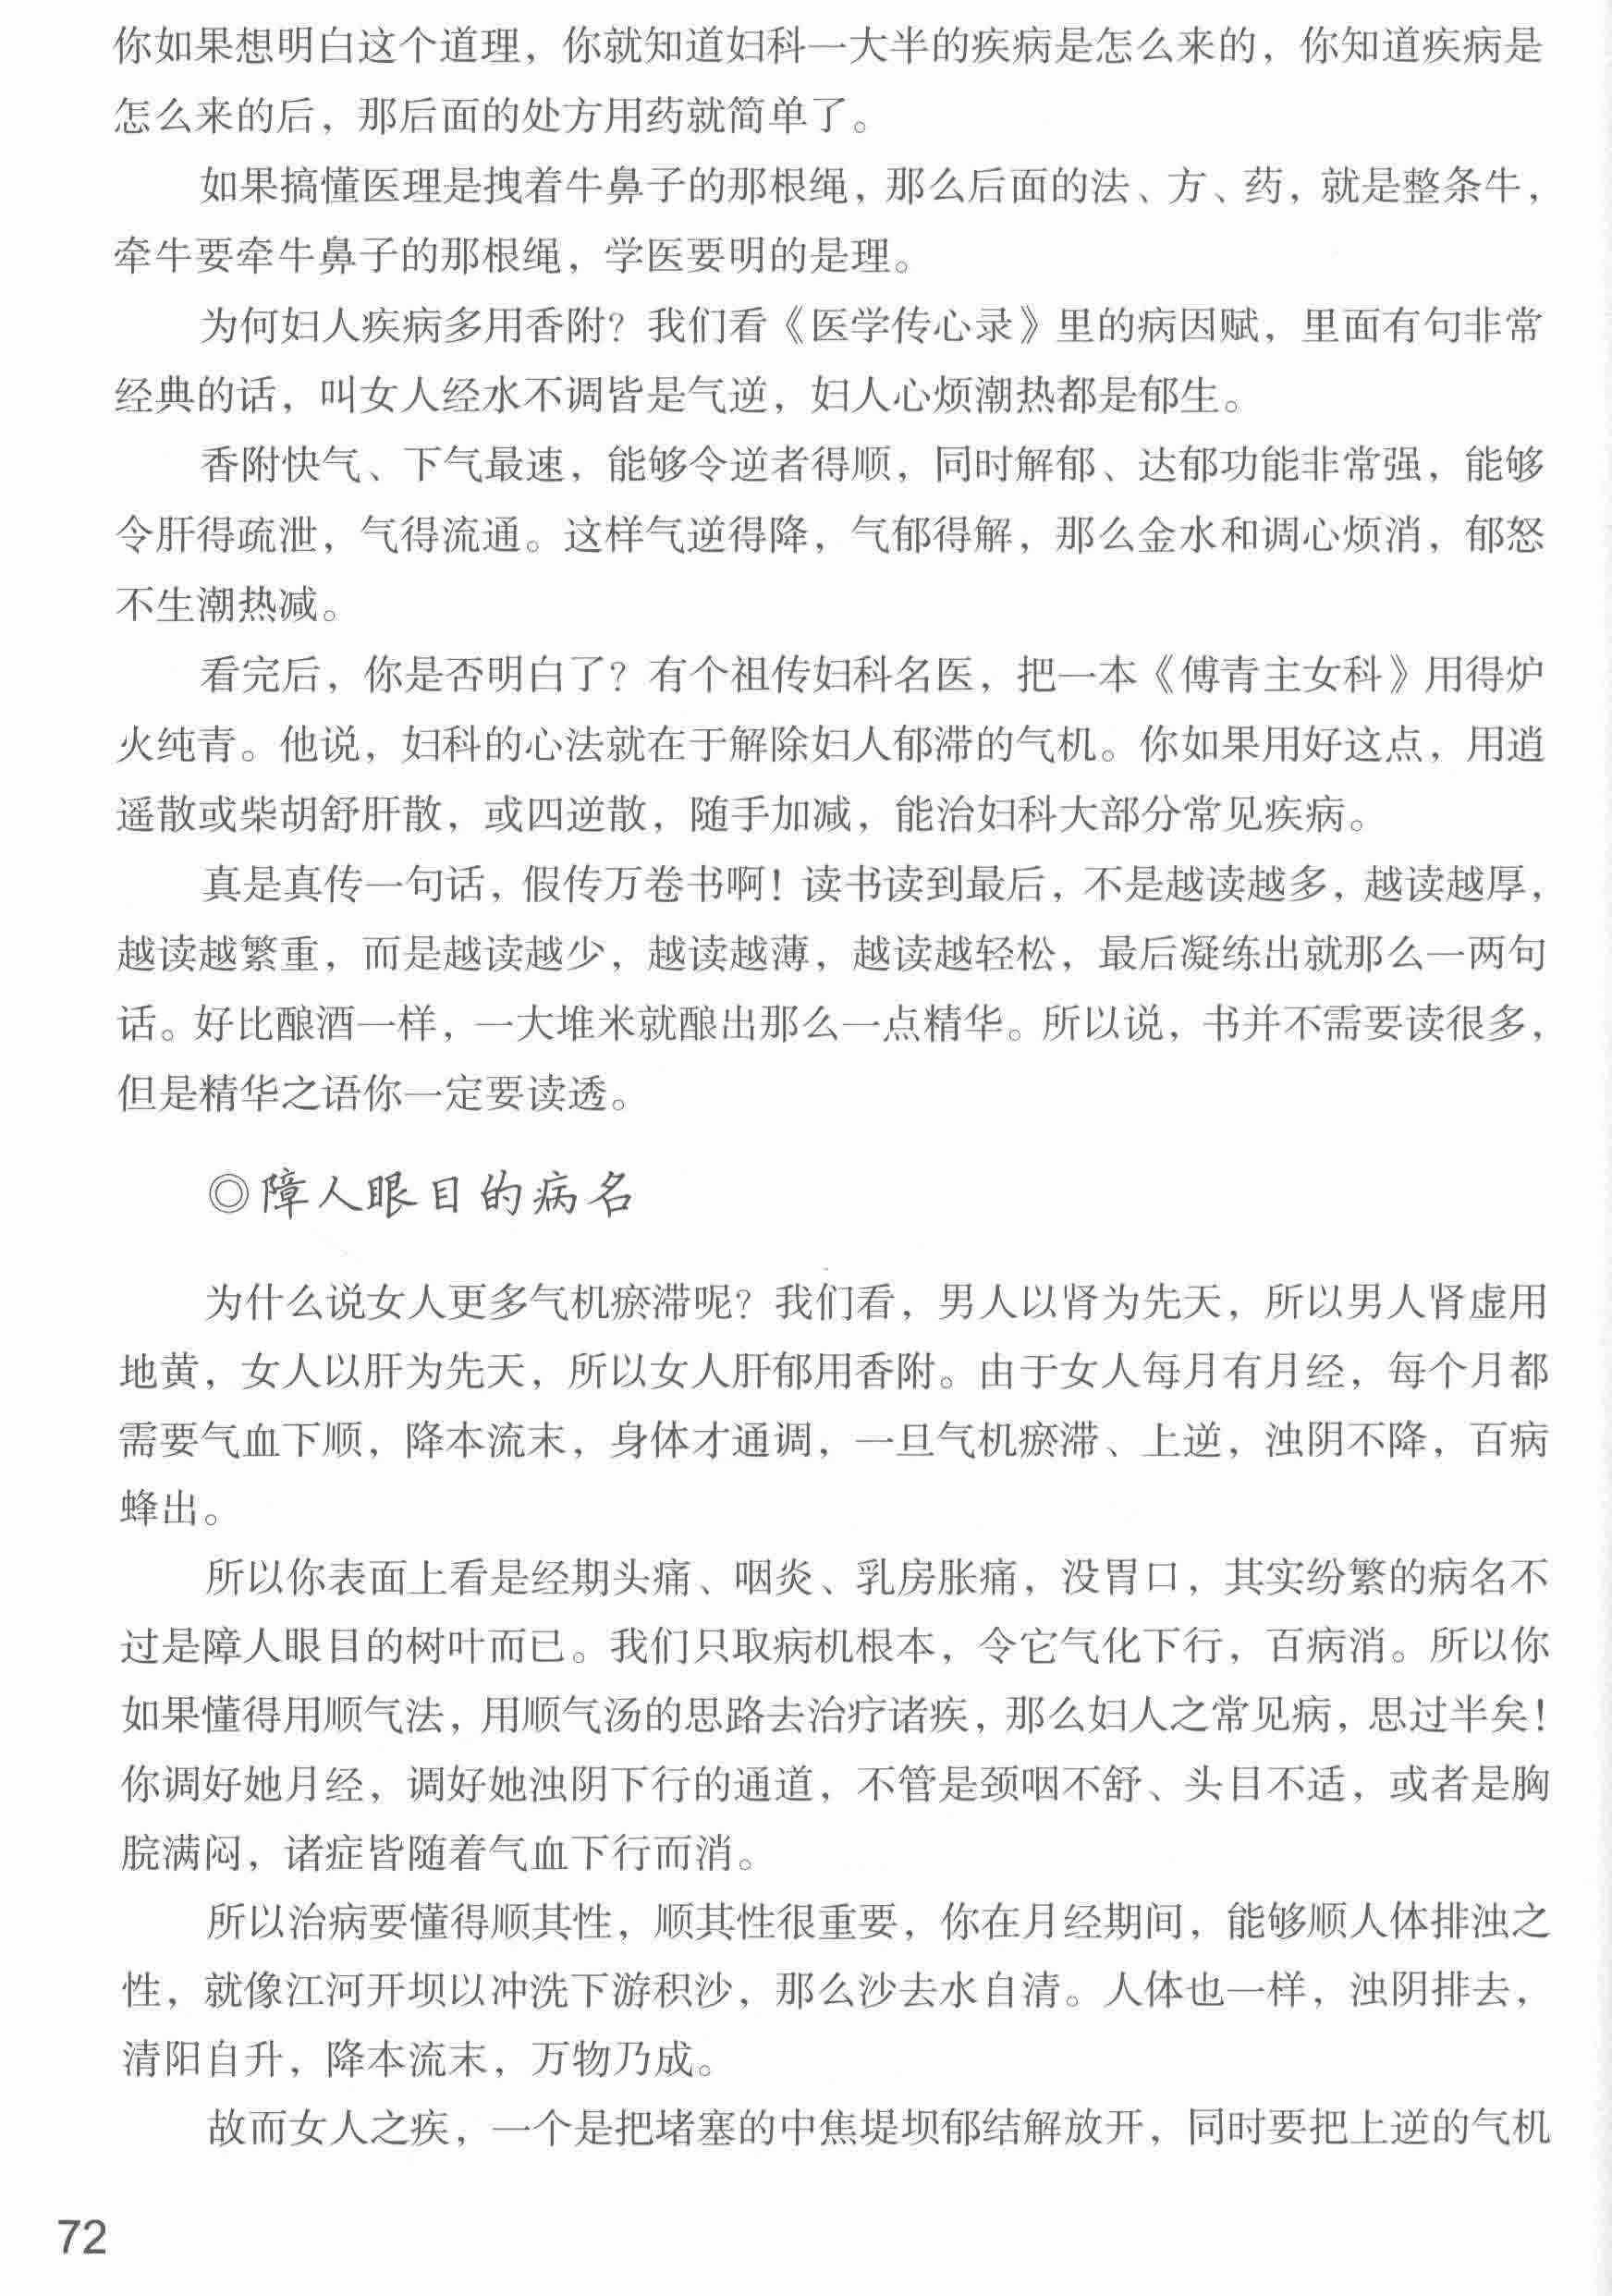 你如果想明白这个道理，你就知道妇科一大半的疾病是怎么来的，你知道疾病是
怎么来的后，那后面的处方用药就简单了。
如果搞懂医理是拽着牛鼻子的那根绳，那么后面的法、方、药，就是整条牛，
牵牛要牵牛鼻子的那根绳，学医要明的是理。
为何妇人疾病多用香附？我们看《医学传心录》里的病因赋，里面有句非常
经典的话，叫女人经水不调皆是气逆，妇人心烦潮热都是郁生。
香附快气、下气最速，能够令逆者得顺，同时解郁、达郁功能非常强，能够
令肝得疏泄，气得流通。这样气逆得降，气郁得解，那么金水和调心烦消，郁怒
不生潮热减。
看完后，你是否明白了？有个祖传妇科名医，把一本《傅青主女科》用得炉
火纯青。他说，妇科的心法就在于解除妇人郁滞的气机。你如果用好这点，用逍
遥散或柴胡舒肝散，或四逆散，随手加减，能治妇科大部分常见疾病。
真是真传一句话，假传万卷书啊！读书读到最后，不是越读越多，越读越厚，
越读越繁重，而是越读越少，越读越薄，越读越轻松，最后凝练出就那么一两句
话。好比酿酒一样，一大堆米就酿出那么一点精华。所以说，书并不需要读很多，
但是精华之语你一定要读透。
◎障人眼目的病名
为什么说女人更多气机瘀滞呢？我们看，男人以肾为先天，所以男人肾虚用
地黄，女人以肝为先天，所以女人肝郁用香附。由于女人每月有月经，每个月都
需要气血下顺，降本流末，身体才通调，一旦气机瘀滞、上逆，浊阴不降，百病
蜂出。
所以你表面上看是经期头痛、咽炎、乳房胀痛，没胃口，其实纷繁的病名不
过是障人眼目的树叶而已。我们只取病机根本，令它气化下行，百病消。所以你
如果懂得用顺气法，用顺气汤的思路去治疗诸疾，那么妇人之常见病，思过半矣！
你调好她月经，调好她浊阴下行的通道，不管是颈咽不舒、头目不适，或者是胸
脘满闷，诸症皆随着气血下行而消。
所以治病要懂得顺其性，顺其性很重要，你在月经期间，能够顺人体排浊之
性，就像江河开坝以冲洗下游积沙，那么沙去水自清。人体也一样，浊阴排去，
清阳自升，降本流末，万物乃成。
故而女人之疾，一个是把堵塞的中焦堤坝郁结解放开，同时要把上逆的气机
72